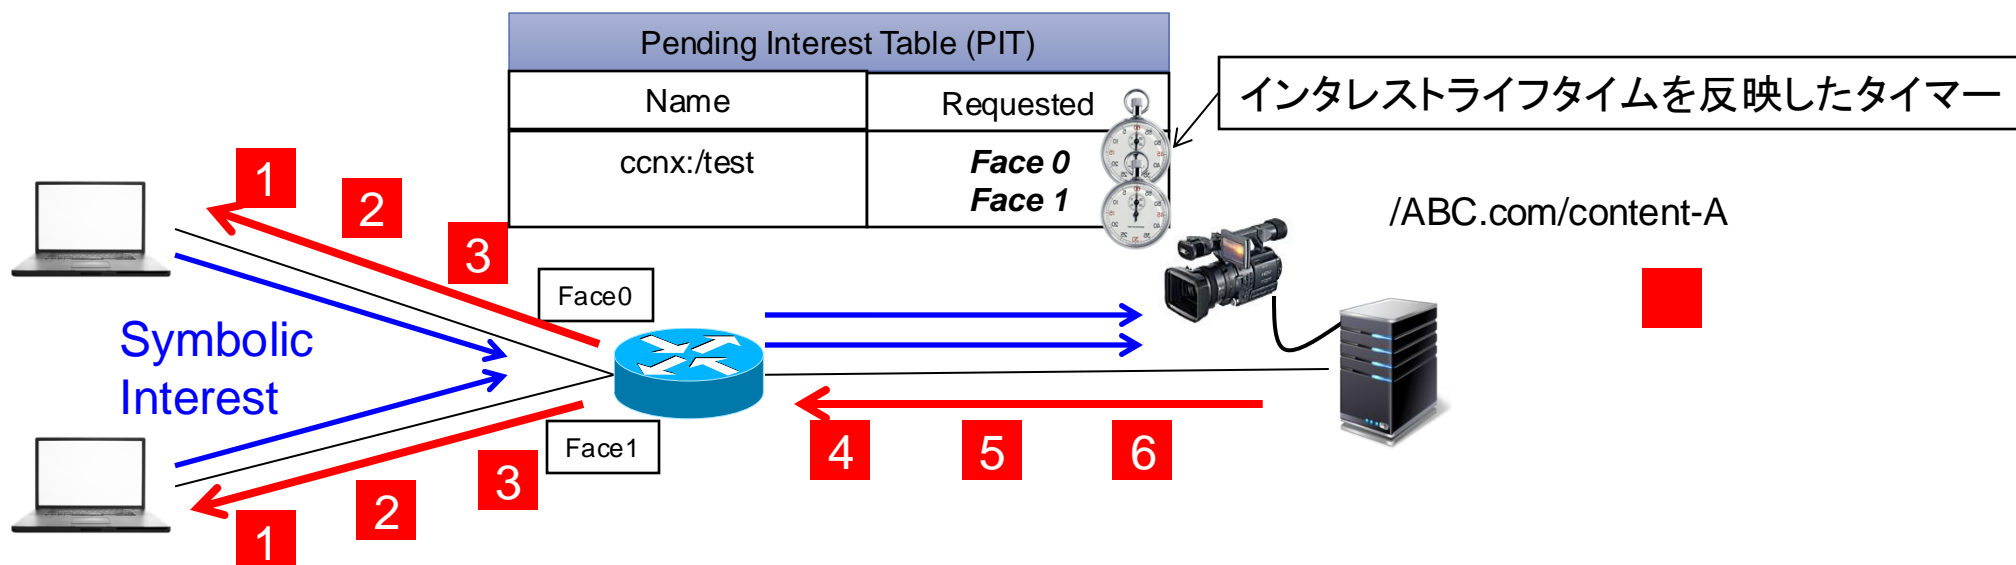 Pending Interest Table (PIT)
Name Requested
ccnx:/test Face 0
Face 1
インタレストライフタイムを反映したタイマー
/ABC.com/content-A
1
2
3
Face0
Symbolic
Interest
Face1
4 5 6
3
2
1